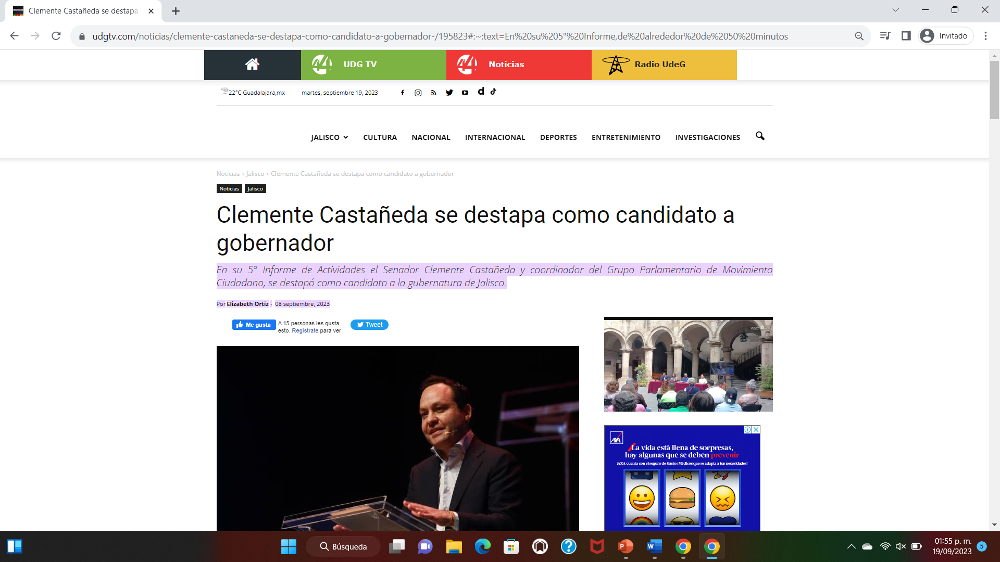 Clemente Castañeda se destapa
udgtv.com/noticias/clemente-castaneda-se-destapa-como-candidato-a-gobernador-/195823#:~:text=En%20su%205°%20Informe,de%20alrededor%20de%2050%20minutos
Invitado
UDG TV
Noticias
Radio UdeG
22°C Guadalajara,mx
martes, septiembre 19, 2023
JALISCO
CULTURA
NACIONAL
INTERNACIONAL
DEPORTES
ENTRETENIMIENTO
INVESTIGACIONES
Noticias › Jalisco › Clemente Castañeda se destapa como candidato a gobernador
Noticias
Jalisco
Clemente Castañeda se destapa como candidato a
gobernador
En su 5° Informe de Actividades el Senador Clemente Castañeda y coordinador del Grupo Parlamentario de Movimiento
Ciudadano, se destapó como candidato a la gubernatura de Jalisco.
Por Elizabeth Ortiz - 08 septiembre, 2023
Me gusta
A 15 personas les gusta
esto. Regístrate para ver
Tweet
AXA
La vida está llena de sorpresas,
hay algunas que se deben prevenir
¡AXA cuenta con el seguro de Gastos Médicos que se adapta a tus necesidades!
Búsqueda
01:55 p. m.
19/09/2023
5